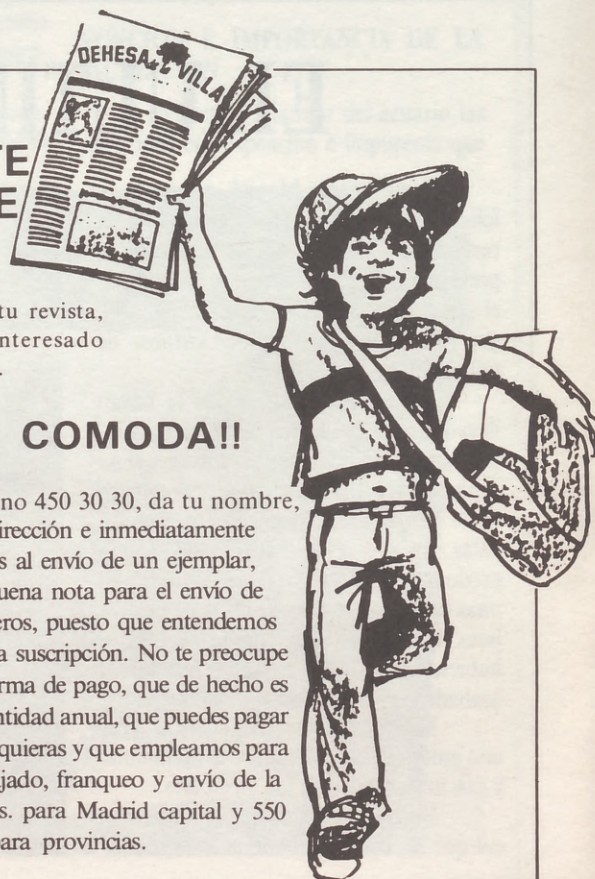 DEHESA de la VILLA
TE
E
tu revista,
nteresado
COMODA!!
no 450 30 30, da tu nombre,
irección e inmediatamente
s al envío de un ejemplar,
uena nota para el envío de
eros, puesto que entendemos
a suscripción. No te preocupe
rma de pago, que de hecho es
ntidad anual, que puedes pagar
quieras y que empleamos para
jado, franqueo y envío de la
s. para Madrid capital y 550
ara provincias.